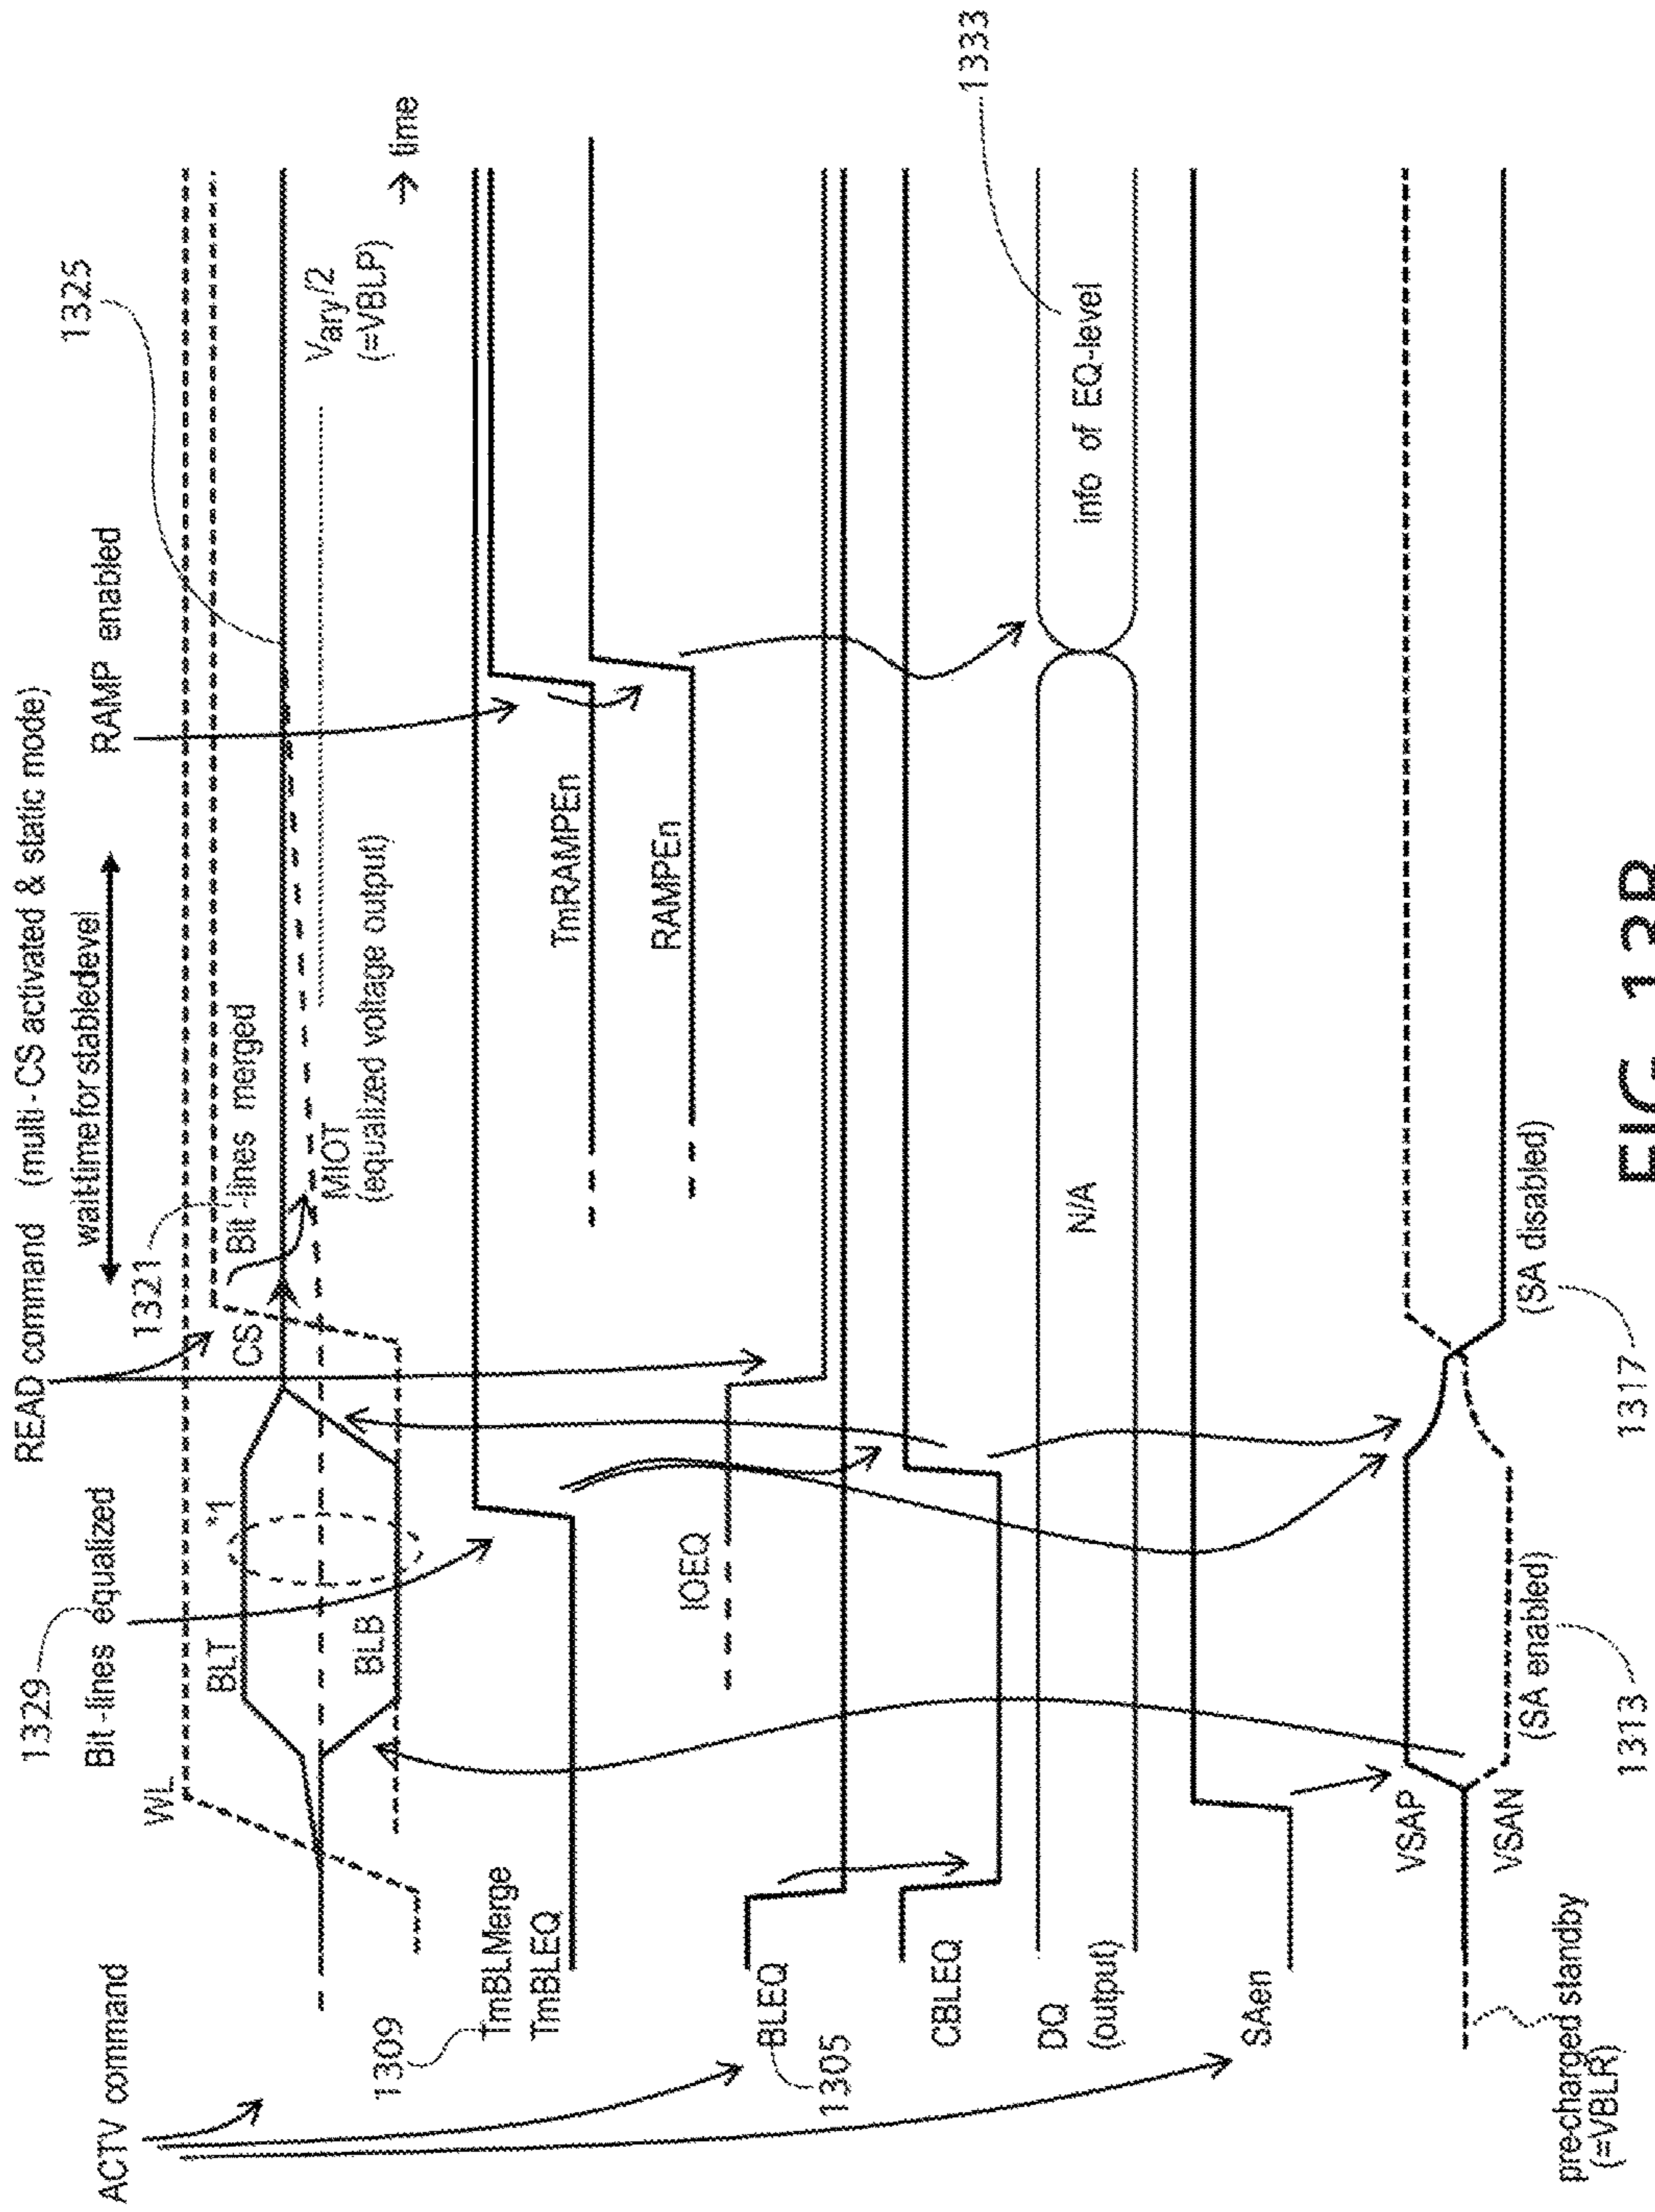 READ command (multi-CS activated & static mode)
wait-time for stabledevel
RAMP enabled
1325
1329
Bit-lines equalized
1321
Bit-lines merged
ACTV command
WL
BLT
*1
BLB
CS
MIOT
(equalized voltage output)
Vary/2
(=VBLP)
→ time
1309
TmBLMerge
TmBLEQ
TmRAMPEn
RAMPEn
IOEQ
BLEQ
1305
CBLEQ
DQ
(output)
N/A
info of EQ-level
1333
SAen
VSAP
VSAN
pre-charged standby
(=VBLR)
(SA enabled)
1313
(SA disabled)
1317
FIG. 13B